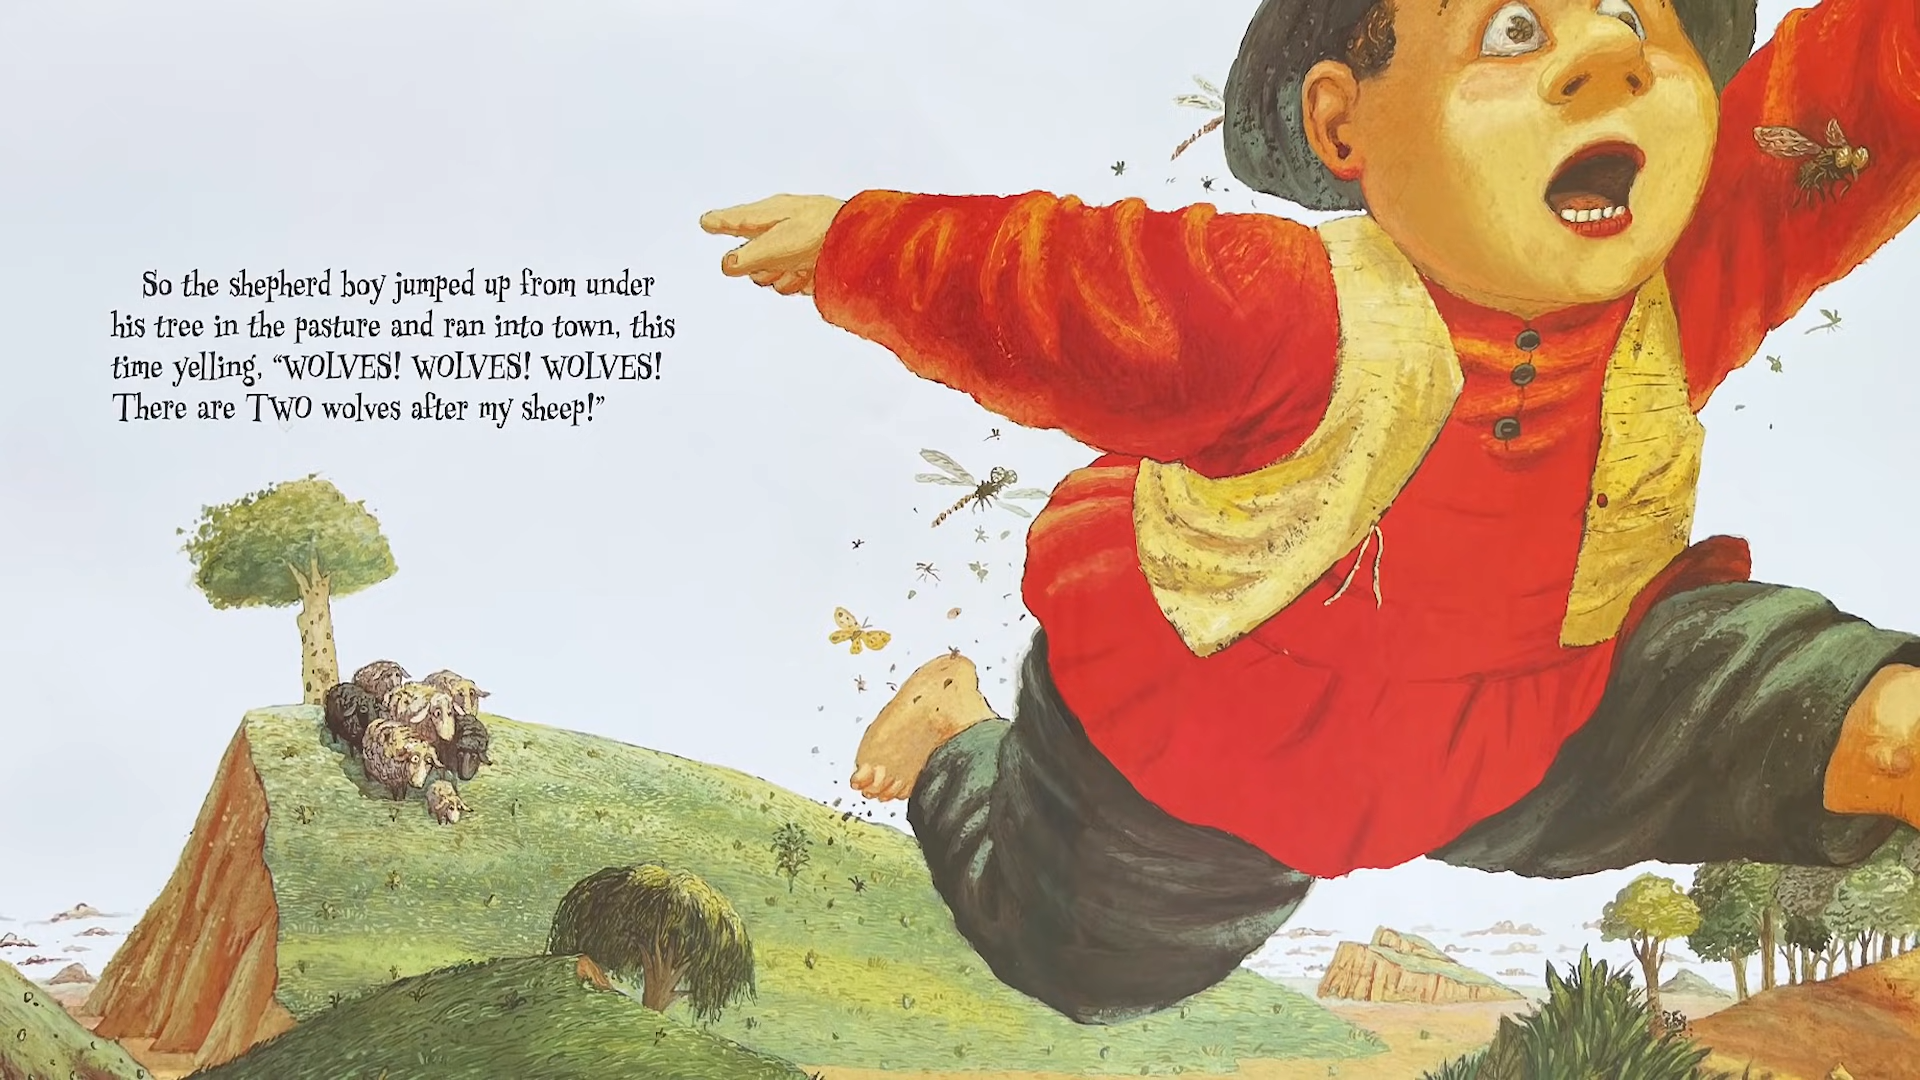 So the shepherd boy jumped up from under
his tree in the pasture and ran into town, this
time yelling, “WOLVES! WOLVES! WOLVES!
There are TWO wolves after my sheep!”